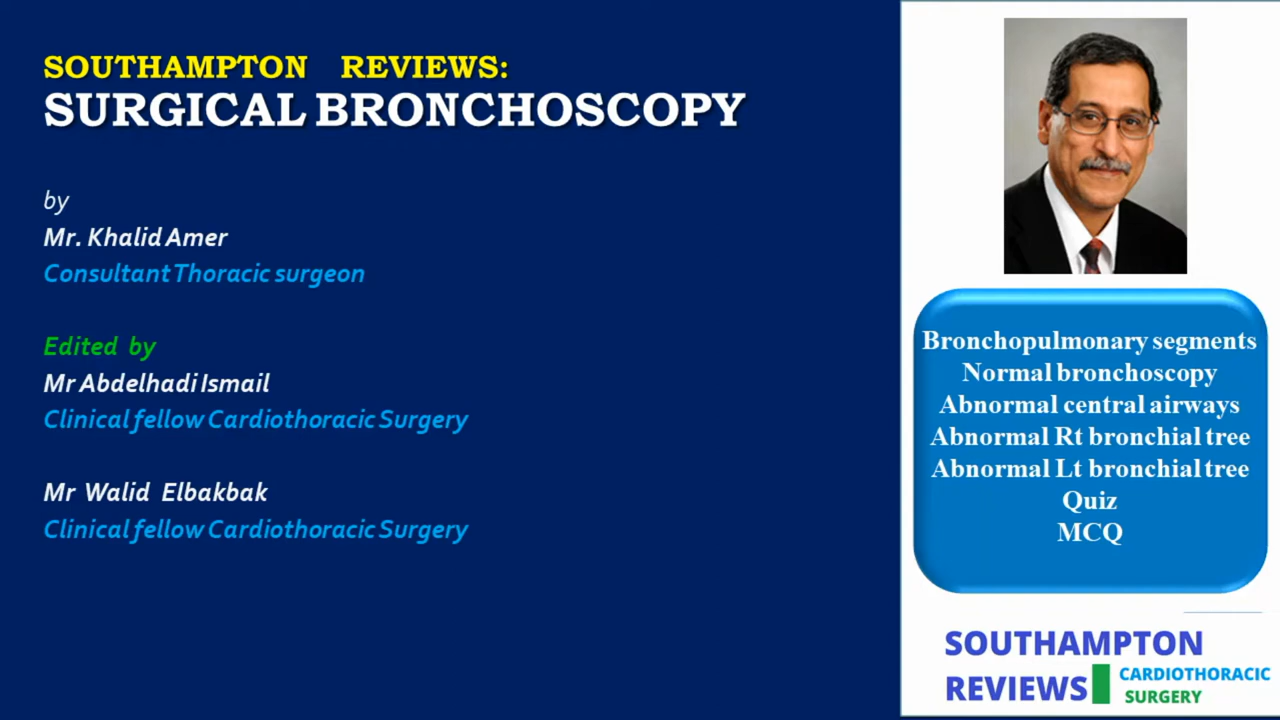 SOUTHAMPTON REVIEWS:
SURGICAL BRONCHOSCOPY
by
Mr. Khalid Amer
Consultant Thoracic surgeon
Edited by
Mr Abdelhadi Ismail
Clinical fellow Cardiothoracic Surgery
Mr Walid Elbakbak
Clinical fellow Cardiothoracic Surgery
Bronchopulmonary segments
Normal bronchoscopy
Abnormal central airways
Abnormal Rt bronchial tree
Abnormal Lt bronchial tree
Quiz
MCQ
SOUTHAMPTON
REVIEWS
CARDIOTHORACIC
SURGERY